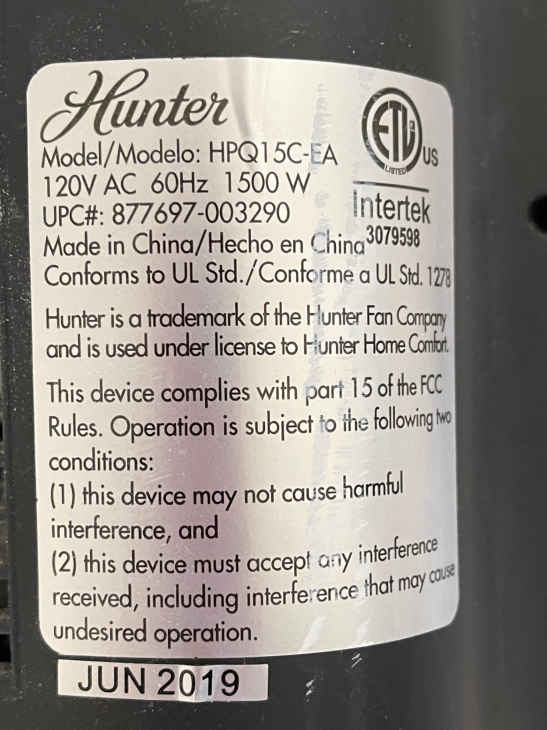 Hunter
ETL
LISTED
US
Intertek
3079598
Model/Modelo: HPQ15C-EA
120V AC 60Hz 1500 W
UPC#: 877697-003290
Made in China/Hecho en China
Conforms to UL Std./Conforme a UL Std. 1278
Hunter is a trademark of the Hunter Fan Company
and is used under license to Hunter Home Comfort.
This device complies with part 15 of the FCC
Rules. Operation is subject to the following two
conditions:
(1) this device may not cause harmful
interference, and
(2) this device must accept any interference
received, including interference that may cause
undesired operation.
JUN 2019